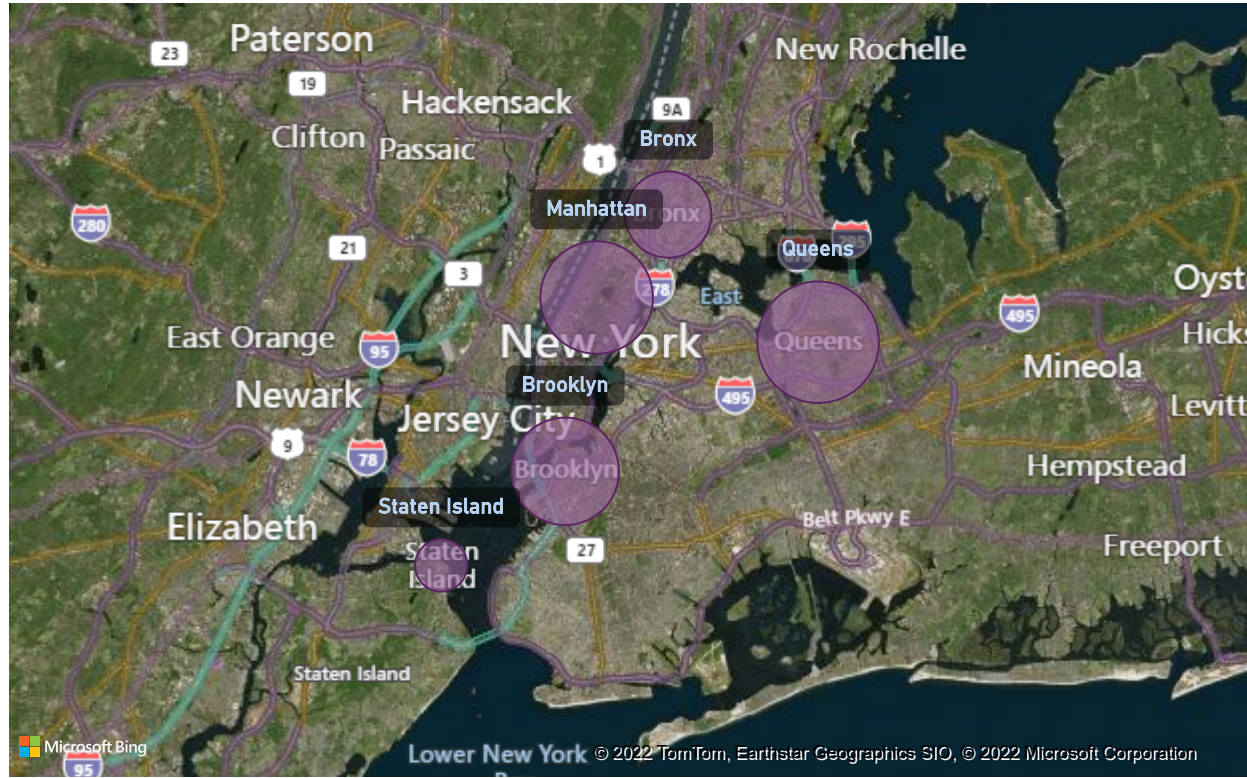 Paterson
New Rochelle
23
19
Hackensack
9A
Clifton
Passaic
Bronx
1
Manhattan
Bronx
280
21
Queens
3
278
East
Oyst
495
New York
Hicks
East Orange
95
Queens
Mineola
Newark
Brooklyn
495
Jersey City
Levitt
9
78
Brooklyn
Hempstead
Staten Island
Elizabeth
Belt Pkwy E
Staten
Island
27
Freeport
Staten Island
Microsoft Bing
Lower New York
© 2022 TomTom, Earthstar Geographics SIO, © 2022 Microsoft Corporation
95